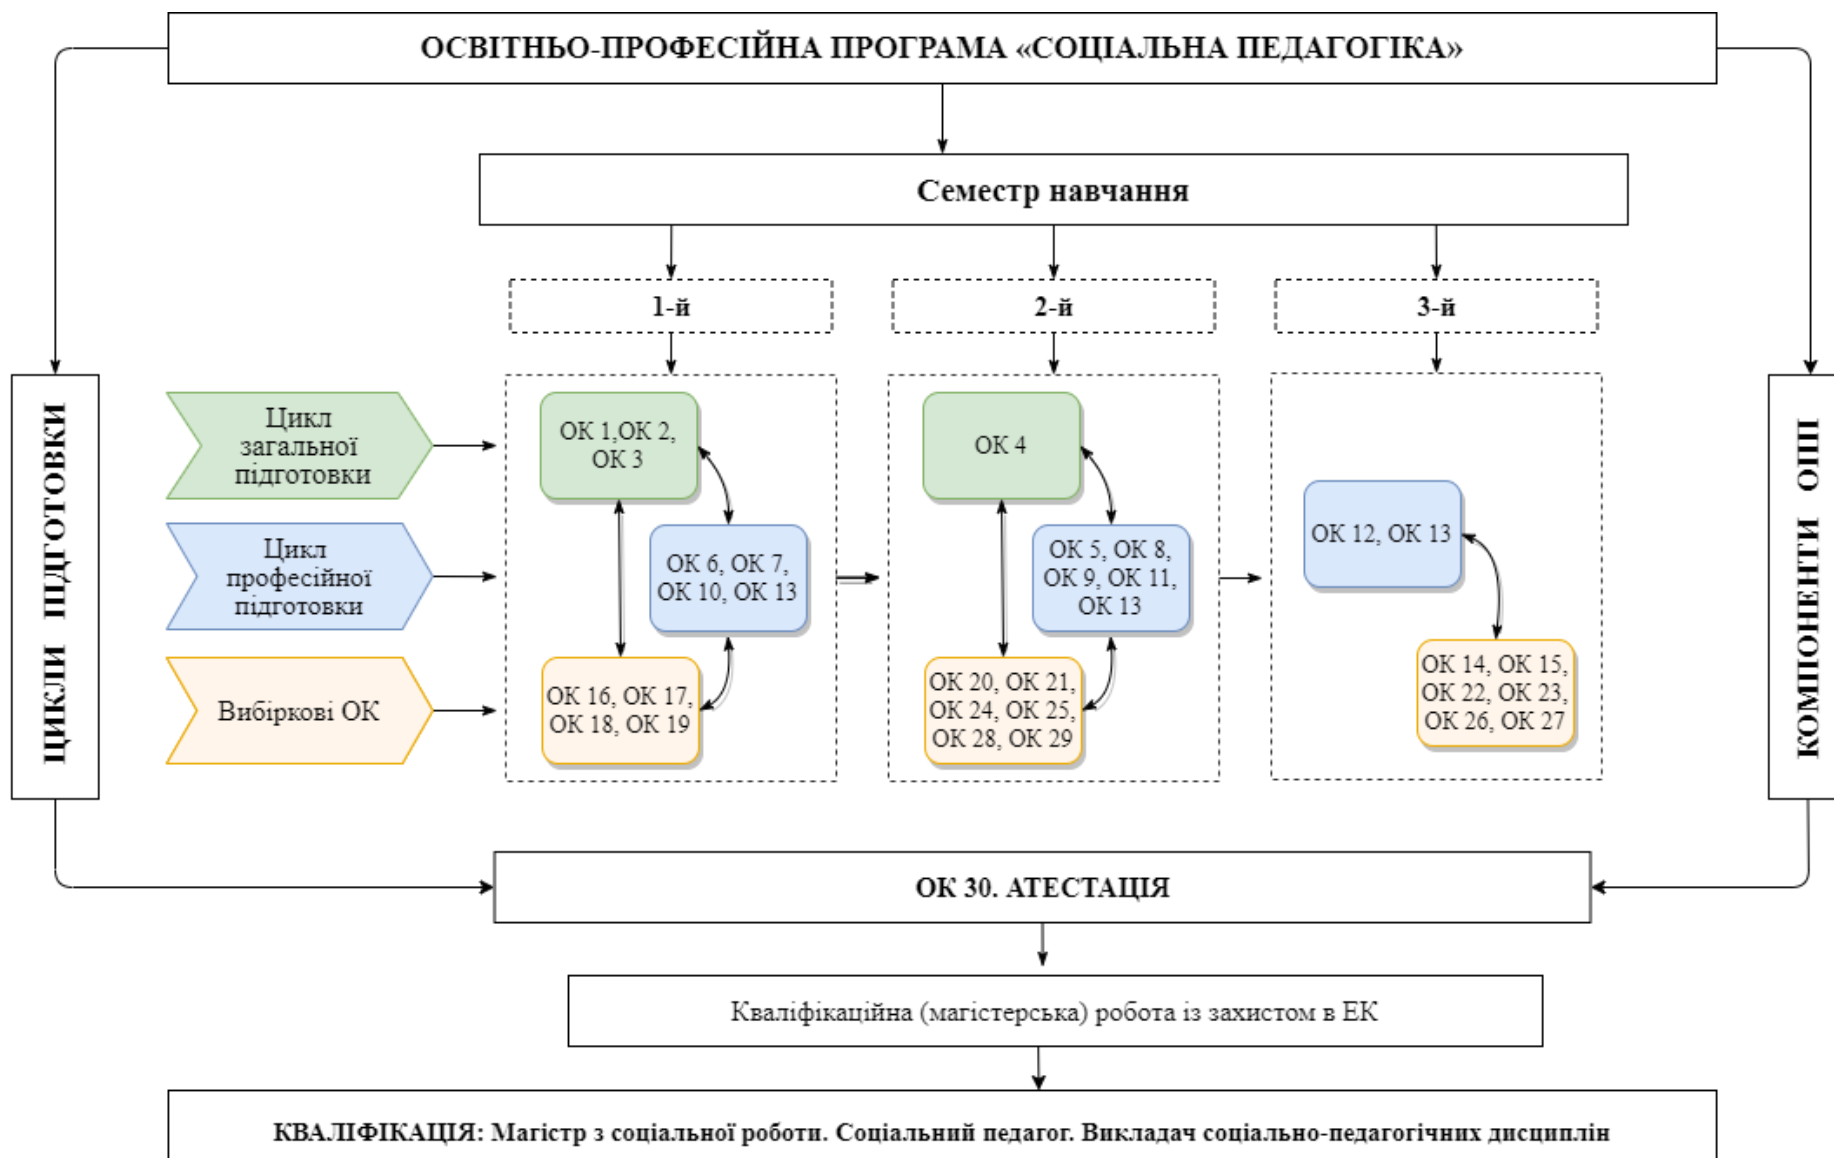 ОСВІТНЬО-ПРОФЕСІЙНА ПРОГРАМА «СОЦІАЛЬНА ПЕДАГОГІКА»
Семестр навчання
1-й
2-й
3-й
ЦИКЛИ ПІДГОТОВКИ
Цикл
загальної
підготовки
ОК 1,ОК 2,
ОК 3
ОК 4
Цикл
професійної
підготовки
ОК 6, ОК 7,
ОК 10, ОК 13
ОК 5, ОК 8,
ОК 9, ОК 11,
ОК 13
ОК 12, ОК 13
Вибіркові ОК
ОК 16, ОК 17,
ОК 18, ОК 19
ОК 20, ОК 21,
ОК 24, ОК 25,
ОК 28, ОК 29
ОК 14, ОК 15,
ОК 22, ОК 23,
ОК 26, ОК 27
КОМПОНЕНТИ ОПП
ОК 30. АТЕСТАЦІЯ
Кваліфікаційна (магістерська) робота із захистом в ЕК
КВАЛІФІКАЦІЯ: Магістр з соціальної роботи. Соціальний педагог. Викладач соціально-педагогічних дисциплін